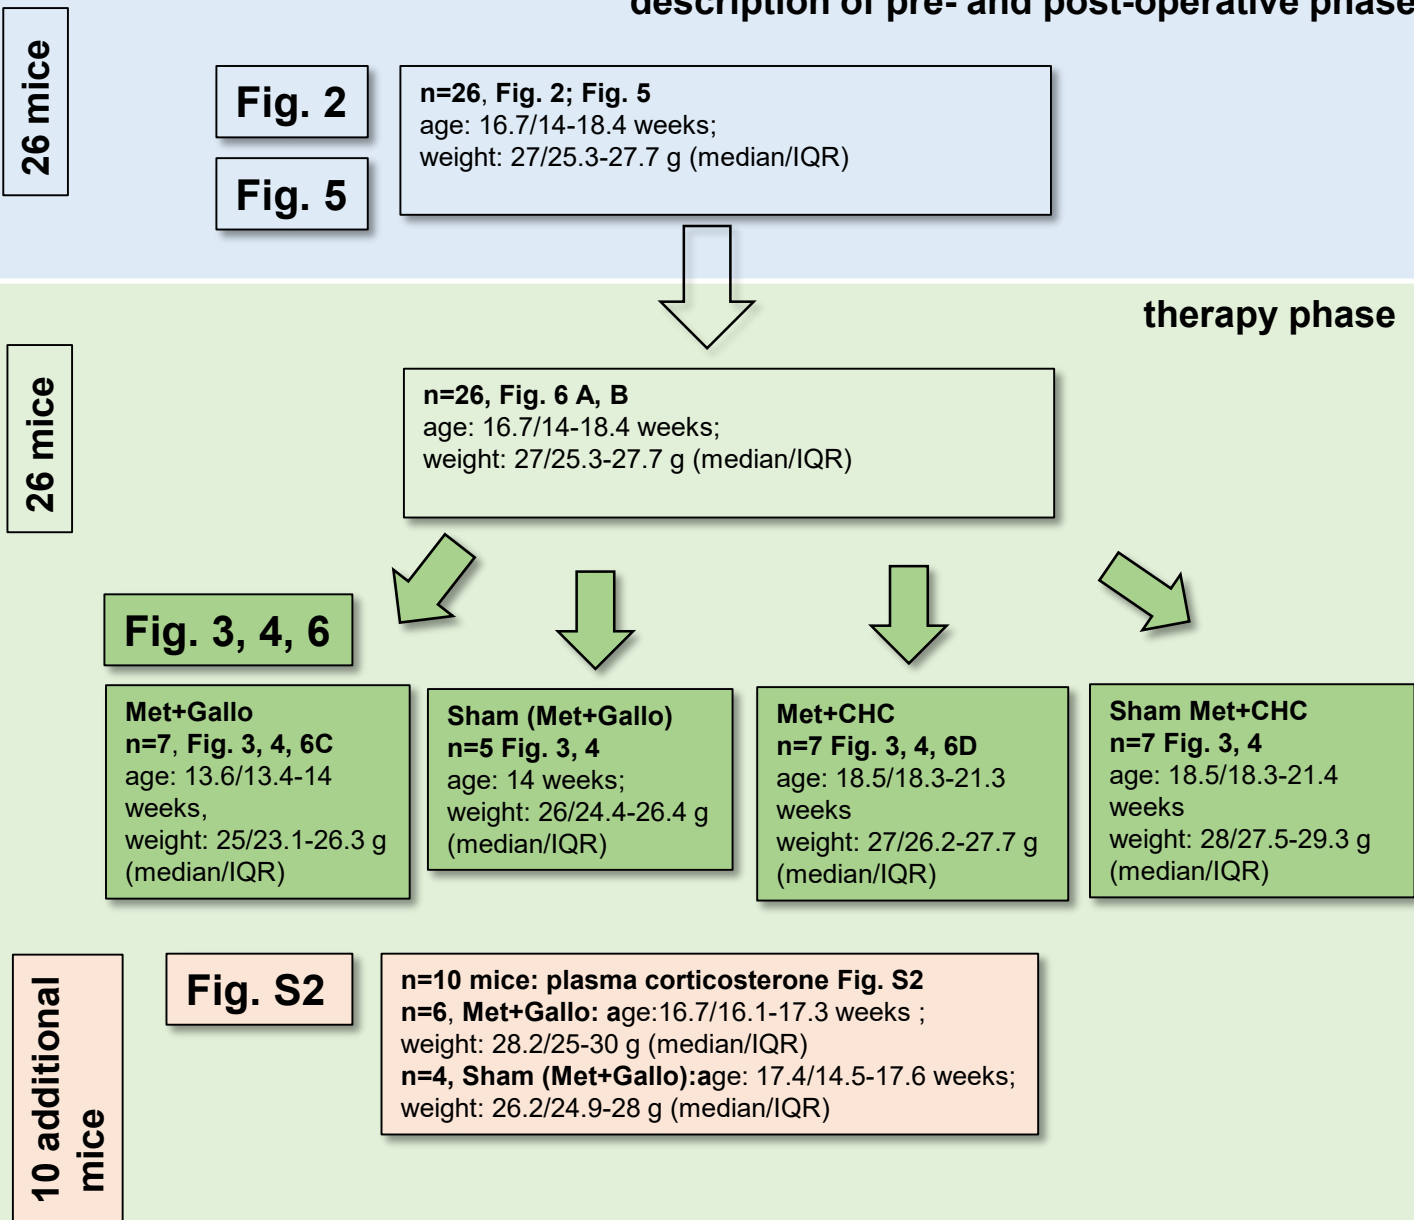 description of pre- and post-operative phase
26 mice
Fig. 2
Fig. 5
n=26, Fig. 2; Fig. 5
age: 16.7/14-18.4 weeks;
weight: 27/25.3-27.7 g (median/IQR)
therapy phase
26 mice
n=26, Fig. 6 A, B
age: 16.7/14-18.4 weeks;
weight: 27/25.3-27.7 g (median/IQR)
Fig. 3, 4, 6
Met+Gallo
n=7, Fig. 3, 4, 6C
age: 13.6/13.4-14
weeks,
weight: 25/23.1-26.3 g
(median/IQR)
Sham (Met+Gallo)
n=5 Fig. 3, 4
age: 14 weeks;
weight: 26/24.4-26.4 g
(median/IQR)
Met+CHC
n=7 Fig. 3, 4, 6D
age: 18.5/18.3-21.3
weeks
weight: 27/26.2-27.7 g
(median/IQR)
Sham Met+CHC
n=7 Fig. 3, 4
age: 18.5/18.3-21.4
weeks
weight: 28/27.5-29.3 g
(median/IQR)
10 additional
mice
Fig. S2
n=10 mice: plasma corticosterone Fig. S2
n=6, Met+Gallo: age:16.7/16.1-17.3 weeks ;
weight: 28.2/25-30 g (median/IQR)
n=4, Sham (Met+Gallo):age: 17.4/14.5-17.6 weeks;
weight: 26.2/24.9-28 g (median/IQR)